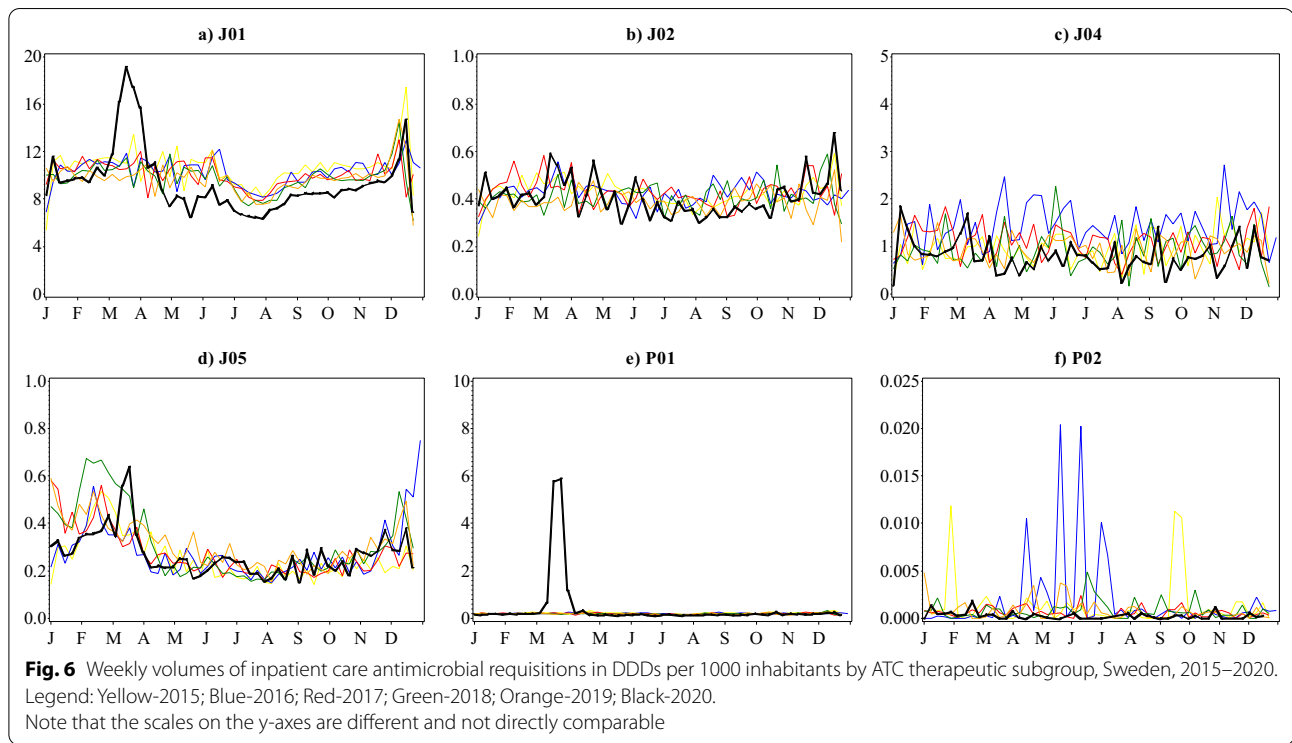 a) J01
20
16
12
8
4
0
J F M A M J J A S O N D
b) J02
1.0
0.8
0.6
0.4
0.2
0.0
J F M A M J J A S O N D
c) J04
5
4
3
2
1
0
J F M A M J J A S O N D
d) J05
1.0
0.8
0.6
0.4
0.2
0.0
J F M A M J J A S O N D
e) P01
10
8
6
4
2
0
J F M A M J J A S O N D
f) P02
0.025
0.020
0.015
0.010
0.005
0.000
J F M A M J J A S O N D
Fig. 6 Weekly volumes of inpatient care antimicrobial requisitions in DDDs per 1000 inhabitants by ATC therapeutic subgroup, Sweden, 2015–2020.
Legend: Yellow-2015; Blue-2016; Red-2017; Green-2018; Orange-2019; Black-2020.
Note that the scales on the y-axes are different and not directly comparable